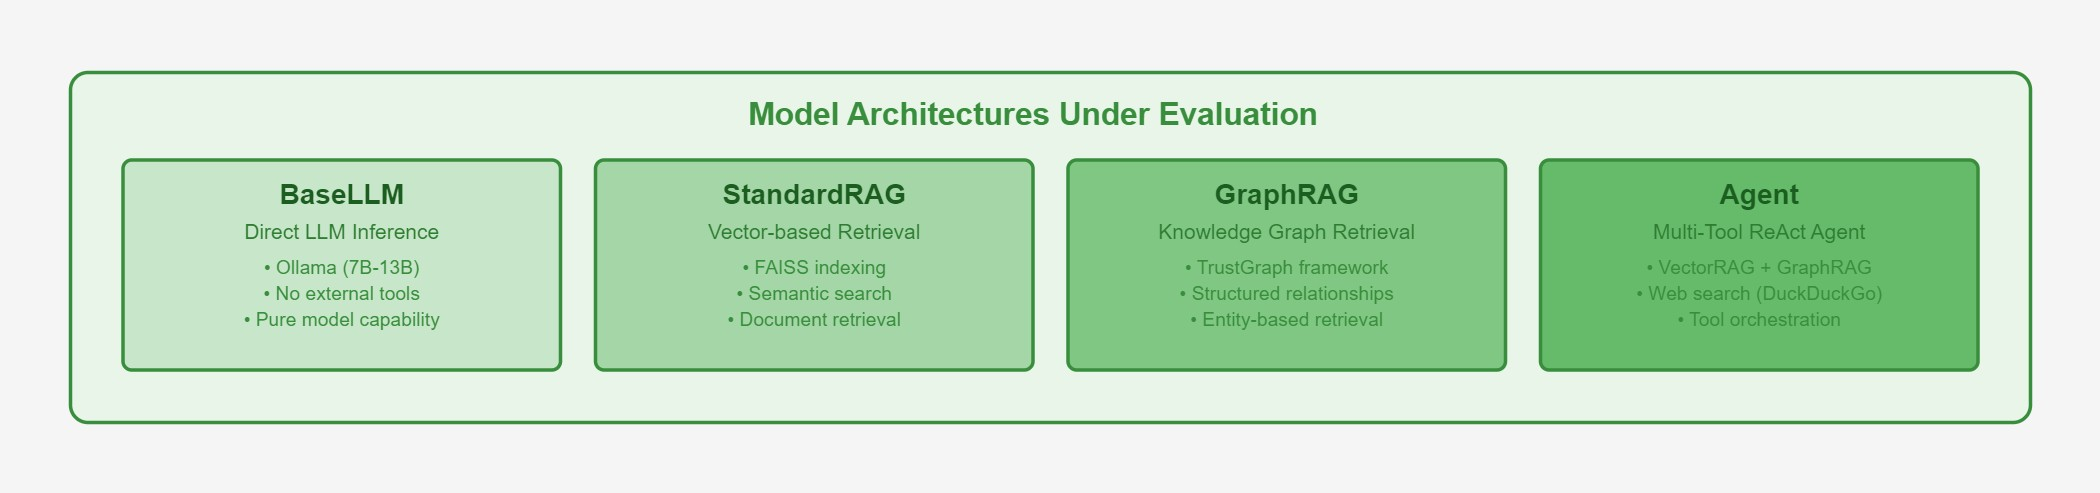 Model Architectures Under Evaluation
BaseLLM
Direct LLM Inference
• Ollama (7B-13B)
• No external tools
• Pure model capability
StandardRAG
Vector-based Retrieval
• FAISS indexing
• Semantic search
• Document retrieval
GraphRAG
Knowledge Graph Retrieval
• TrustGraph framework
• Structured relationships
• Entity-based retrieval
Agent
Multi-Tool ReAct Agent
• VectorRAG + GraphRAG
• Web search (DuckDuckGo)
• Tool orchestration